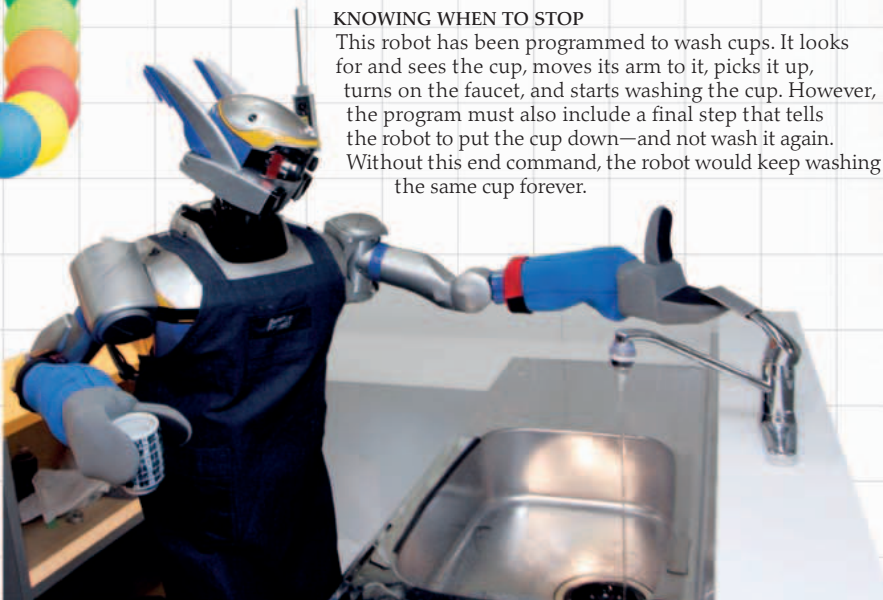 KNOWING WHEN TO STOP
This robot has been programmed to wash cups. It looks
for and sees the cup, moves its arm to it, picks it up,
turns on the faucet, and starts washing the cup. However,
the program must also include a final step that tells
the robot to put the cup down—and not wash it again.
Without this end command, the robot would keep washing
the same cup forever.